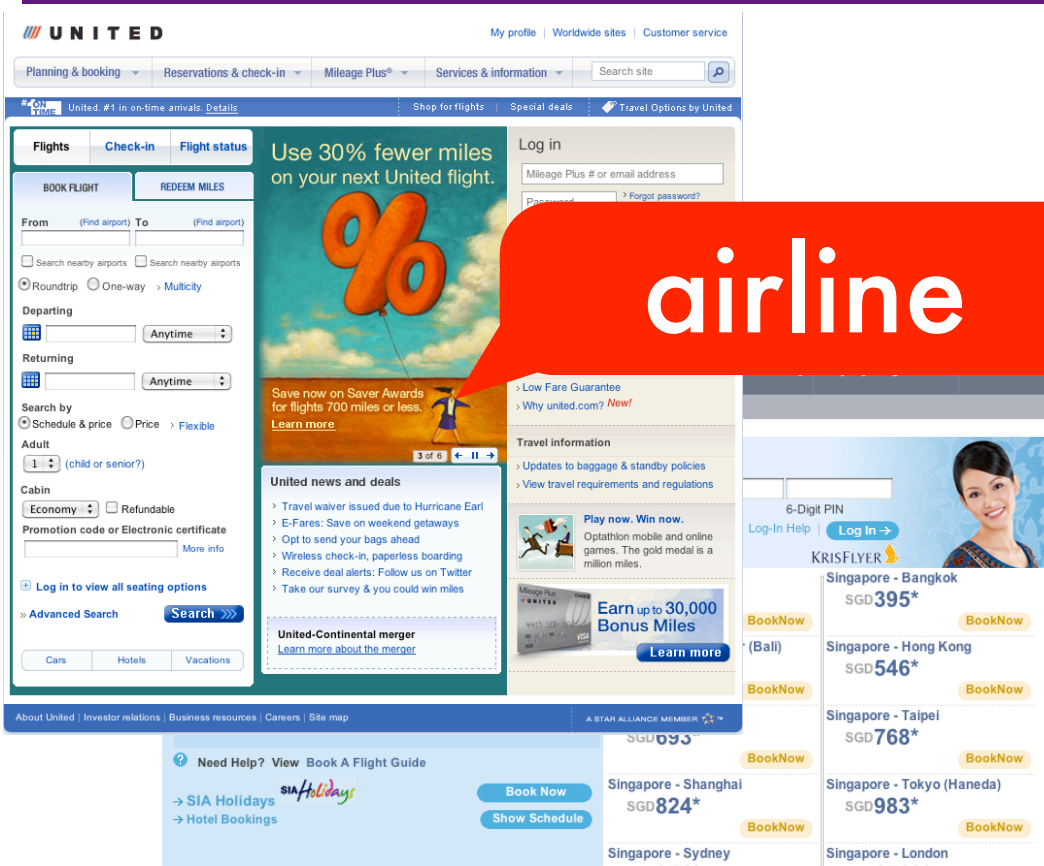 UNITED
My profile | Worldwide sites | Customer service
Planning & booking Reservations & check-in Mileage Plus® Services & information Search site
#1 ON TIME United. #1 in on-time arrivals. Details Shop for flights | Special deals Travel Options by United
Flights Check-in Flight status
BOOK FLIGHT REDEEM MILES
From (Find airport) To (Find airport)
Search nearby airports Search nearby airports
Roundtrip One-way › Multicity
Departing
Anytime
Returning
Anytime
Search by
Schedule & price Price › Flexible
Adult
1 (child or senior?)
Cabin
Economy Refundable
Promotion code or Electronic certificate
More info
Log in to view all seating options
» Advanced Search Search »»
Cars Hotels Vacations
Use 30% fewer miles
on your next United flight.
%
Save now on Saver Awards
for flights 700 miles or less.
Learn more
3 of 6
United news and deals
› Travel waiver issued due to Hurricane Earl
› E-Fares: Save on weekend getaways
› Opt to send your bags ahead
› Wireless check-in, paperless boarding
› Receive deal alerts: Follow us on Twitter
› Take our survey & you could win miles
United-Continental merger
Learn more about the merger
Log in
Mileage Plus # or email address
Password › Forgot password?
airline
› Low Fare Guarantee
› Why united.com? New!
Travel information
› Updates to baggage & standby policies
› View travel requirements and regulations
Play now. Win now.
Optathlon mobile and online
games. The gold medal is a
million miles.
Mileage Plus
UNITED
VISA
Earn up to 30,000
Bonus Miles
Learn more
About United | Investor relations | Business resources | Careers | Site map
A STAR ALLIANCE MEMBER ™
6-Digit PIN
Log-In Help | Log In →
KRISFLYER
Singapore - Bangkok
SGD395*
BookNow BookNow
(Bali) Singapore - Hong Kong
SGD546*
BookNow BookNow
Singapore - Taipei
SGD693* SGD768*
BookNow BookNow
Need Help? View Book A Flight Guide
→ SIA Holidays SIA Holidays Book Now
→ Hotel Bookings Show Schedule
Singapore - Shanghai Singapore - Tokyo (Haneda)
SGD824* SGD983*
BookNow BookNow
Singapore - Sydney Singapore - London